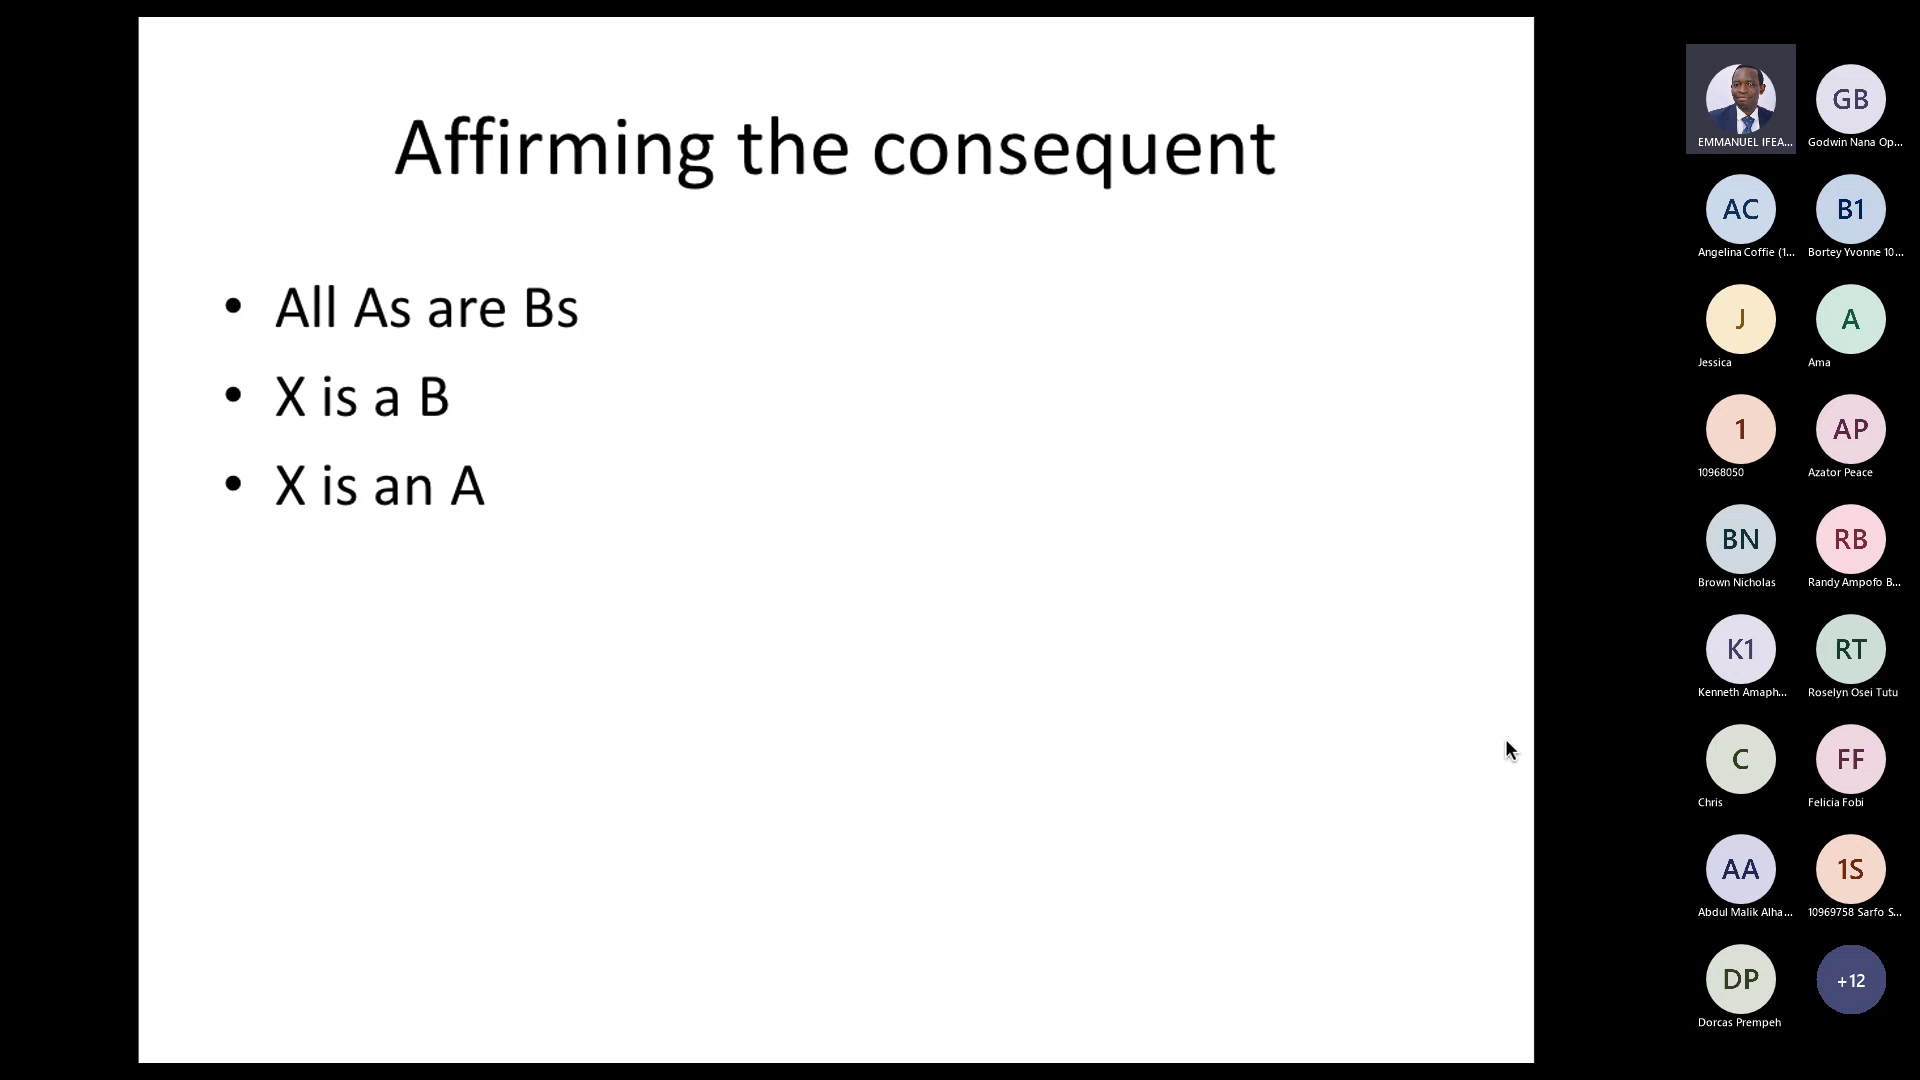 Affirming the consequent
• All As are Bs
• X is a B
• X is an A
EMMANUEL IFEA...
GB
Godwin Nana Op...
AC
Angelina Coffie (1...
B1
Bortey Yvonne 10...
J
Jessica
A
Ama
1
10968050
AP
Azator Peace
BN
Brown Nicholas
RB
Randy Ampofo B...
K1
Kenneth Amaph...
RT
Roselyn Osei Tutu
C
Chris
FF
Felicia Fobi
AA
Abdul Malik Alha...
1S
10969758 Sarfo S...
DP
Dorcas Prempeh
+12